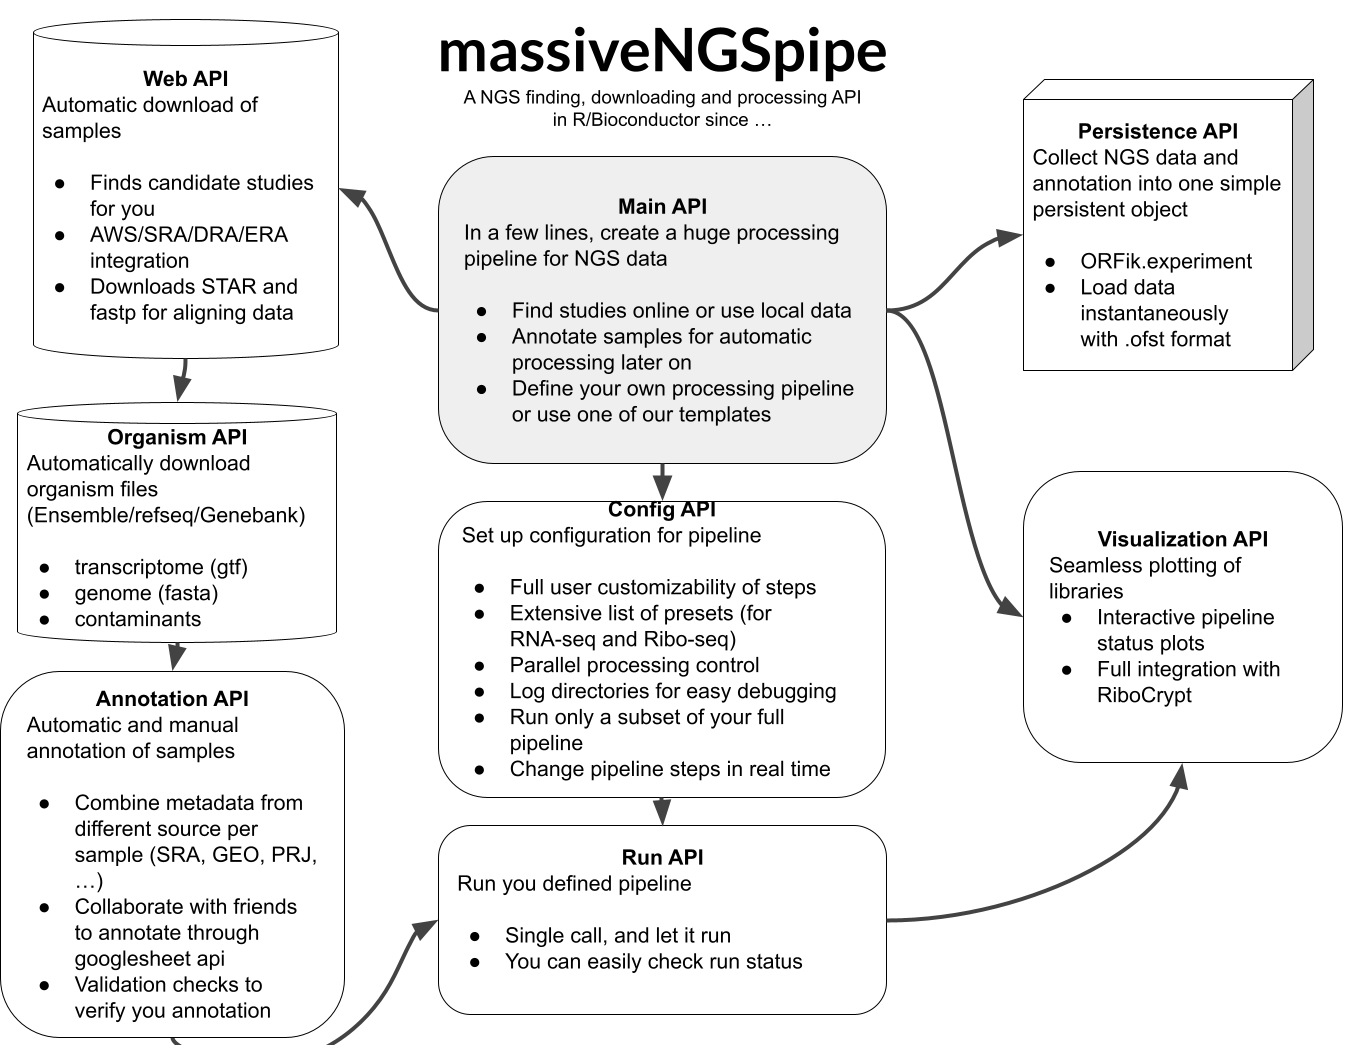 massiveNGSpipe
A NGS finding, downloading and processing API
in R/Bioconductor since …
Web API
Automatic download of
samples
● Finds candidate studies
for you
● AWS/SRA/DRA/ERA
integration
● Downloads STAR and
fastp for aligning data
Organism API
Automatically download
organism files
(Ensemble/refseq/Genebank)
● transcriptome (gtf)
● genome (fasta)
● contaminants
Annotation API
Automatic and manual
annotation of samples
● Combine metadata from
different source per
sample (SRA, GEO, PRJ,
…)
● Collaborate with friends
to annotate through
googlesheet api
● Validation checks to
verify you annotation
Main API
In a few lines, create a huge processing
pipeline for NGS data
● Find studies online or use local data
● Annotate samples for automatic
processing later on
● Define your own processing pipeline
or use one of our templates
Config API
Set up configuration for pipeline
● Full user customizability of steps
● Extensive list of presets (for
RNA-seq and Ribo-seq)
● Parallel processing control
● Log directories for easy debugging
● Run only a subset of your full
pipeline
● Change pipeline steps in real time
Run API
Run you defined pipeline
● Single call, and let it run
● You can easily check run status
Persistence API
Collect NGS data and
annotation into one simple
persistent object
● ORFik.experiment
● Load data
instantaneously
with .ofst format
Visualization API
Seamless plotting of
libraries
● Interactive pipeline
status plots
● Full integration with
RiboCrypt